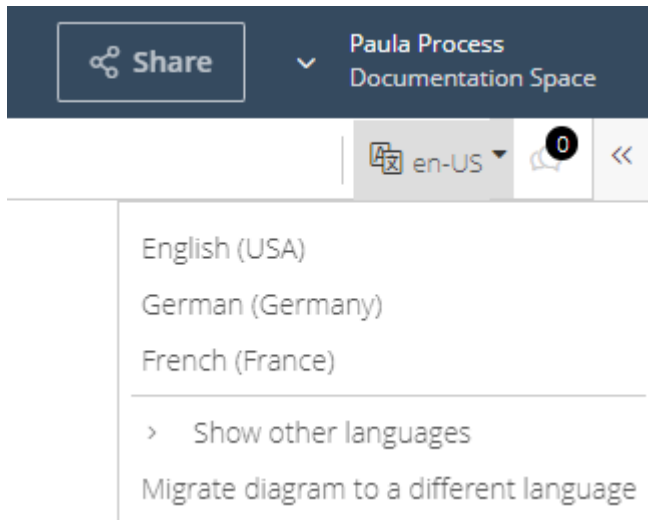 Share
Paula Process
Documentation Space
en-US
0
English (USA)
German (Germany)
French (France)
Show other languages
Migrate diagram to a different language